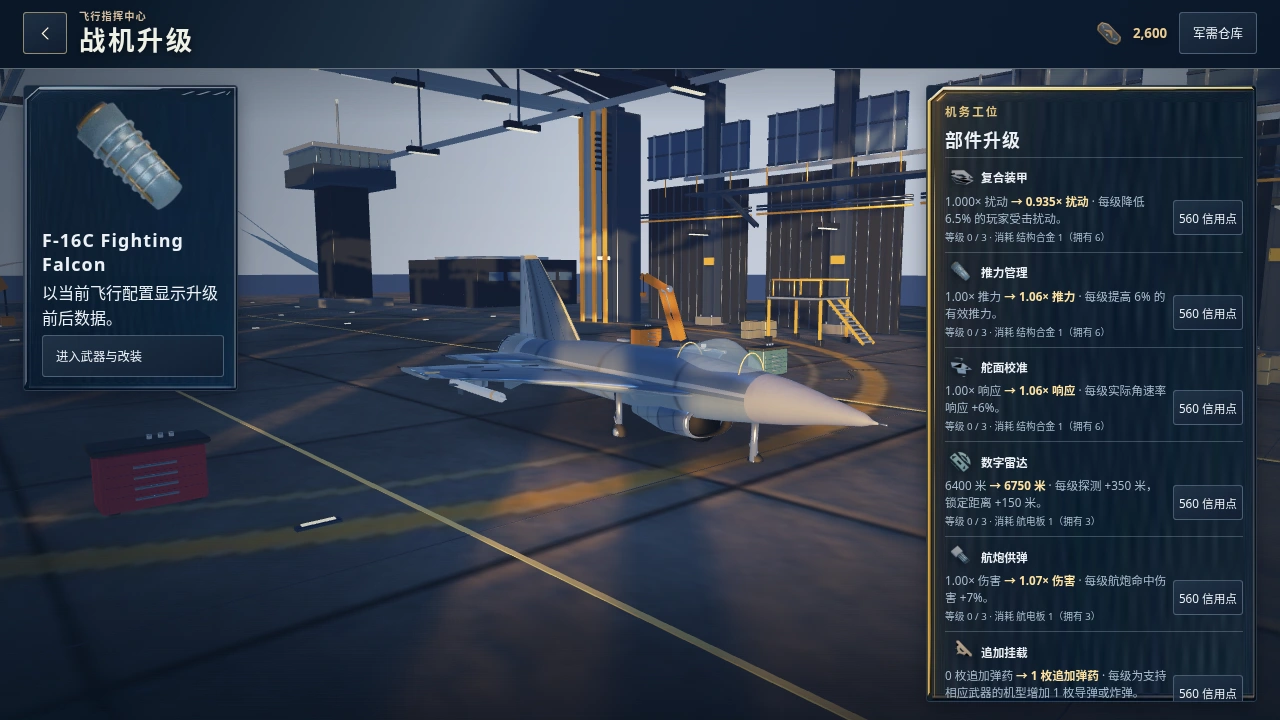 飞行指挥中心
战机升级
2,600
军需仓库
F-16C Fighting
Falcon
以当前飞行配置显示升级
前后数据。
进入武器与改装
机务工位
部件升级
复合装甲
1.000× 扰动 → 0.935× 扰动 · 每级降低
6.5% 的玩家受击扰动。
等级 0 / 3 · 消耗 结构合金 1（拥有 6）
560 信用点
推力管理
1.00× 推力 → 1.06× 推力 · 每级提高 6% 的
有效推力。
等级 0 / 3 · 消耗 结构合金 1（拥有 6）
560 信用点
舵面校准
1.00× 响应 → 1.06× 响应 · 每级实际角速率
响应 +6%。
等级 0 / 3 · 消耗 结构合金 1（拥有 6）
560 信用点
数字雷达
6400 米 → 6750 米 · 每级探测 +350 米，
锁定距离 +150 米。
等级 0 / 3 · 消耗 航电板 1（拥有 3）
560 信用点
航炮供弹
1.00× 伤害 → 1.07× 伤害 · 每级航炮命中伤
害 +7%。
等级 0 / 3 · 消耗 航电板 1（拥有 3）
560 信用点
追加挂载
0 枚追加弹药 → 1 枚追加弹药 · 每级为支持
相应武器的机型增加 1 枚导弹或炸弹。
560 信用点